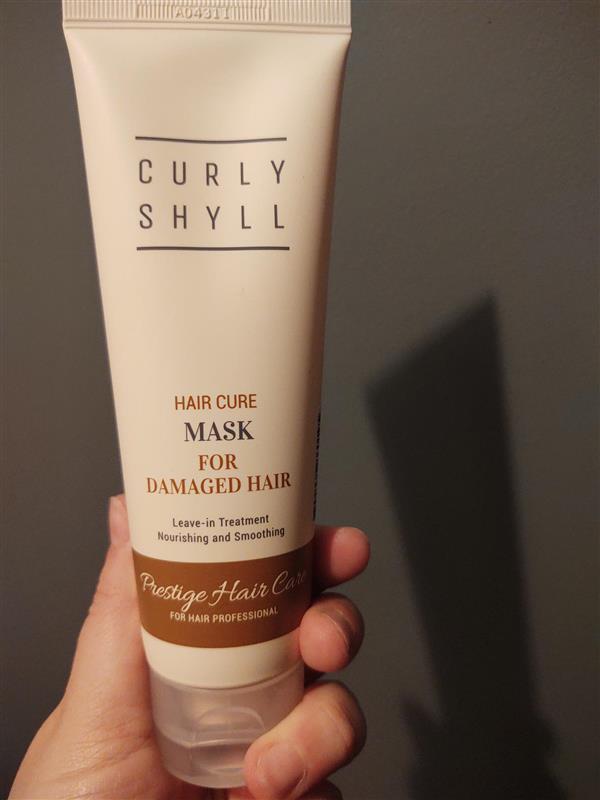 A04311
CURLY
SHYLL
HAIR CURE
MASK
FOR
DAMAGED HAIR
Leave-in Treatment
Nourishing and Smoothing
Prestige Hair Care
FOR HAIR PROFESSIONAL